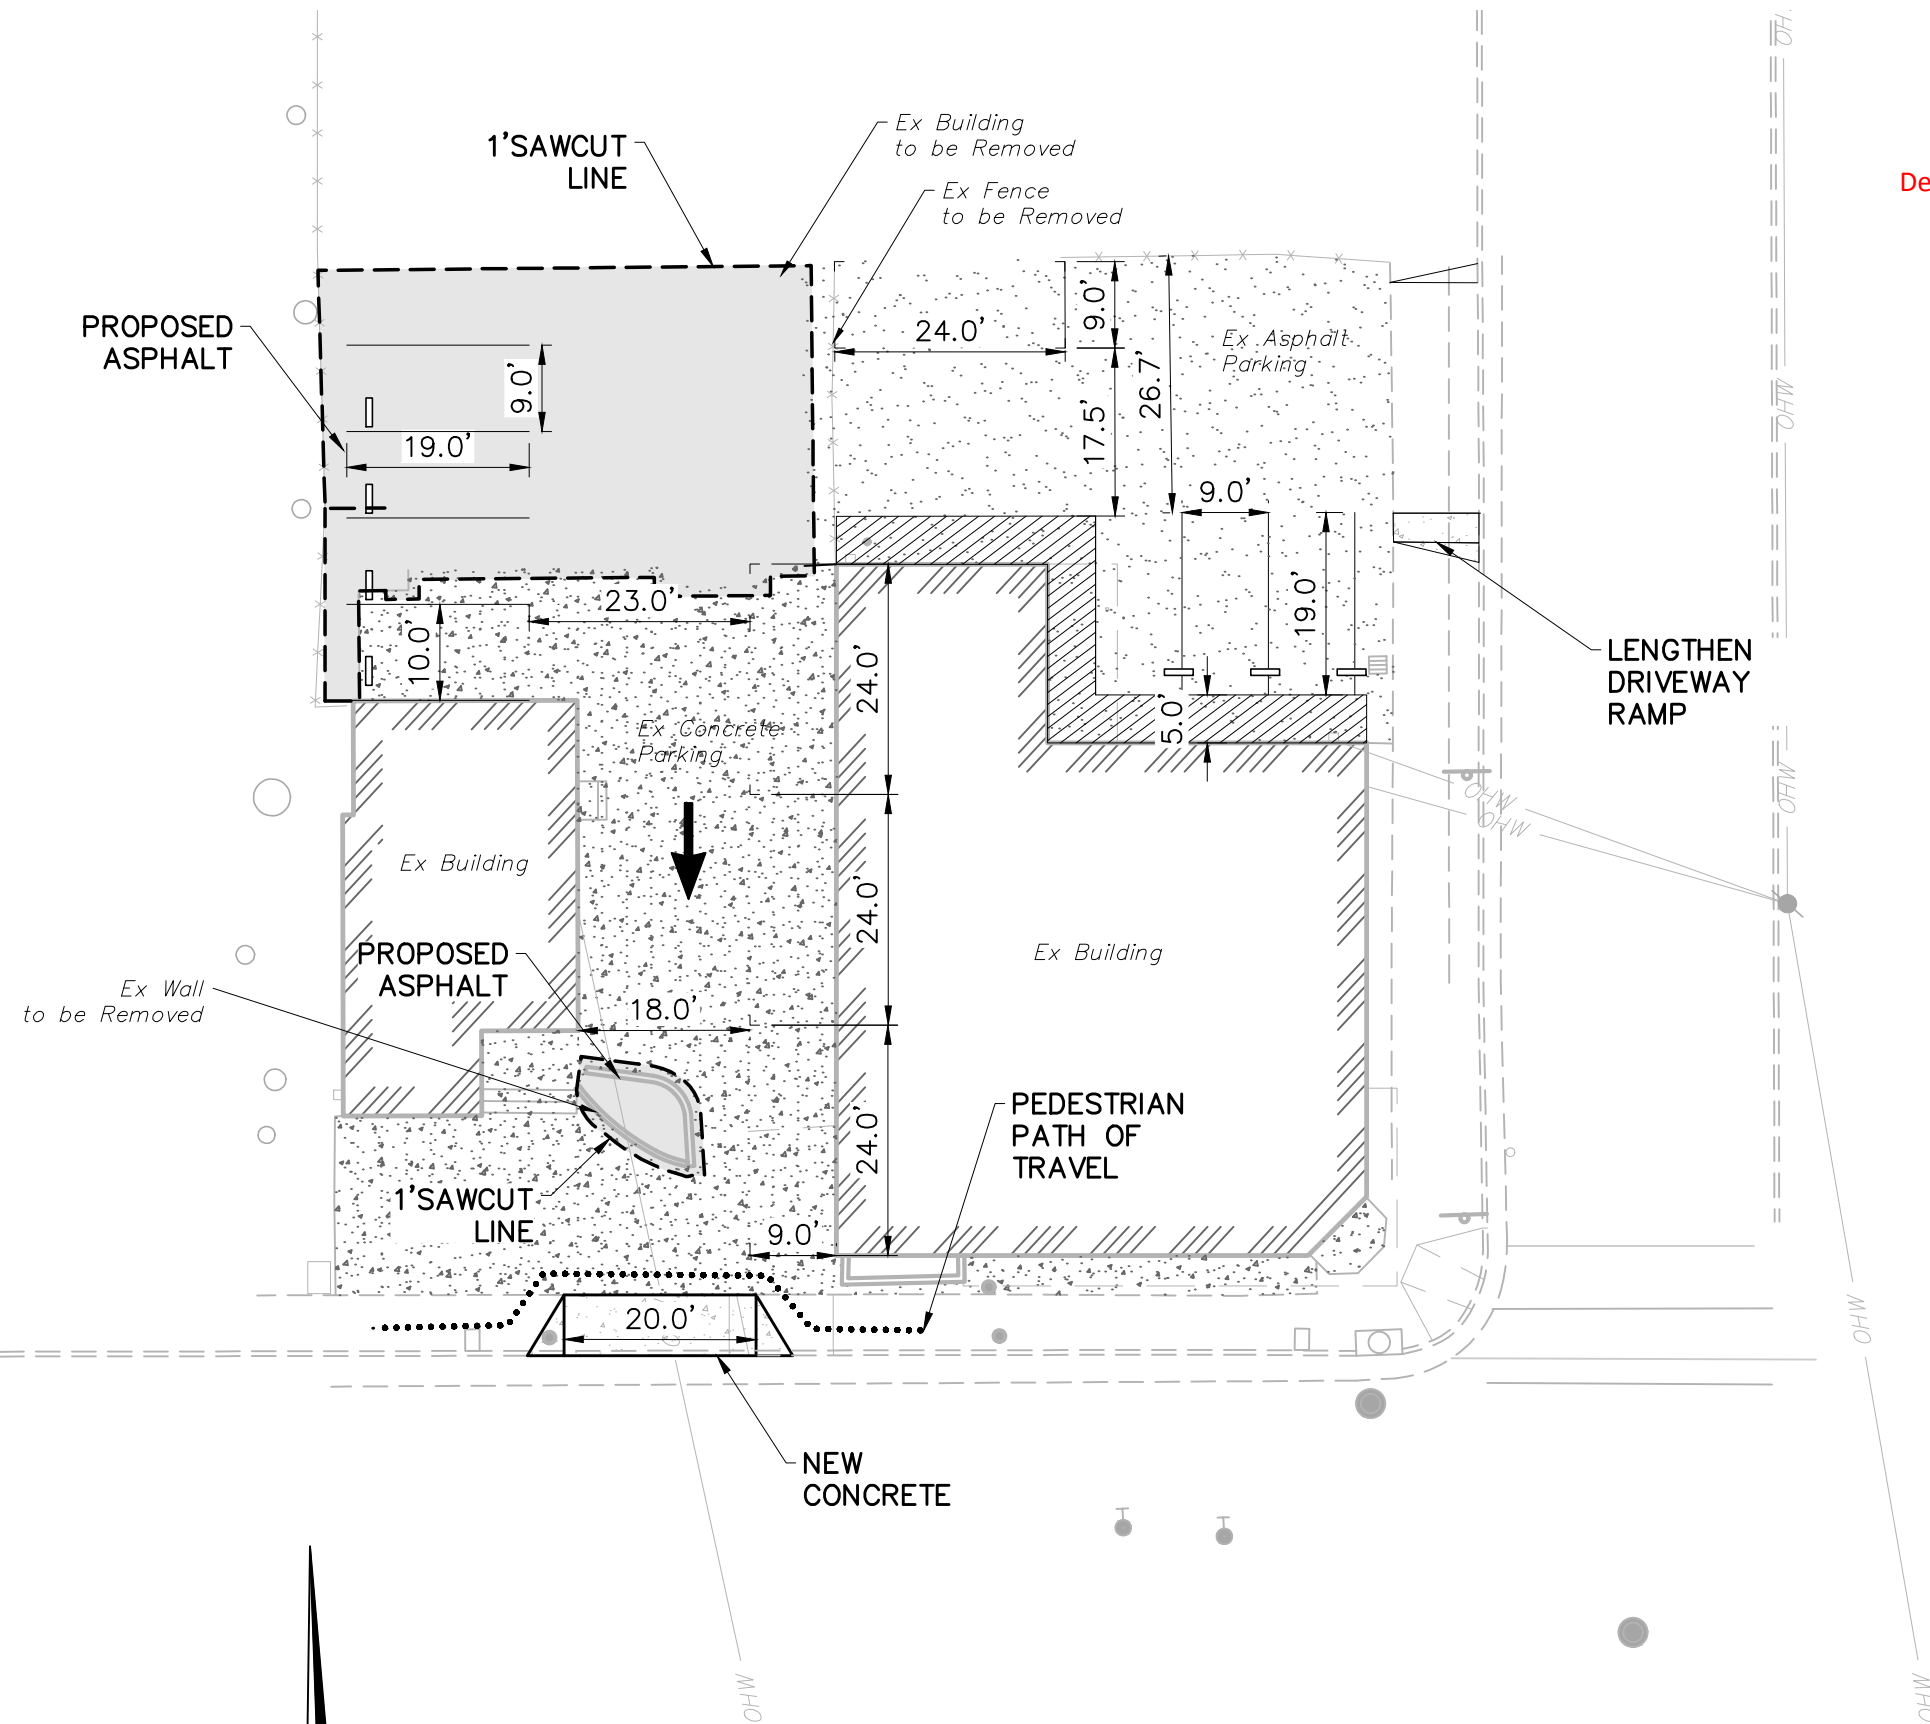 OH.
Ex Building
to be Removed
1'SAWCUT
LINE
De
Ex Fence
to be Removed
PROPOSED
ASPHALT
24.0'
9.0'
Ex Asphalt
Parking
9.0'
26.7'
17.5'
OHW
19.0'
9.0'
23.0'
19.0'
10.0'
24.0'
LENGTHEN
DRIVEWAY
RAMP
5.0'
Ex Concrete
Parking
OHW
OHW
OHW
Ex Building
24.0'
PROPOSED
ASPHALT
Ex Building
Ex Wall
to be Removed
18.0'
PEDESTRIAN
PATH OF
TRAVEL
24.0'
1'SAWCUT
LINE
9.0'
20.0'
OHW
NEW
CONCRETE
OHW
OHW